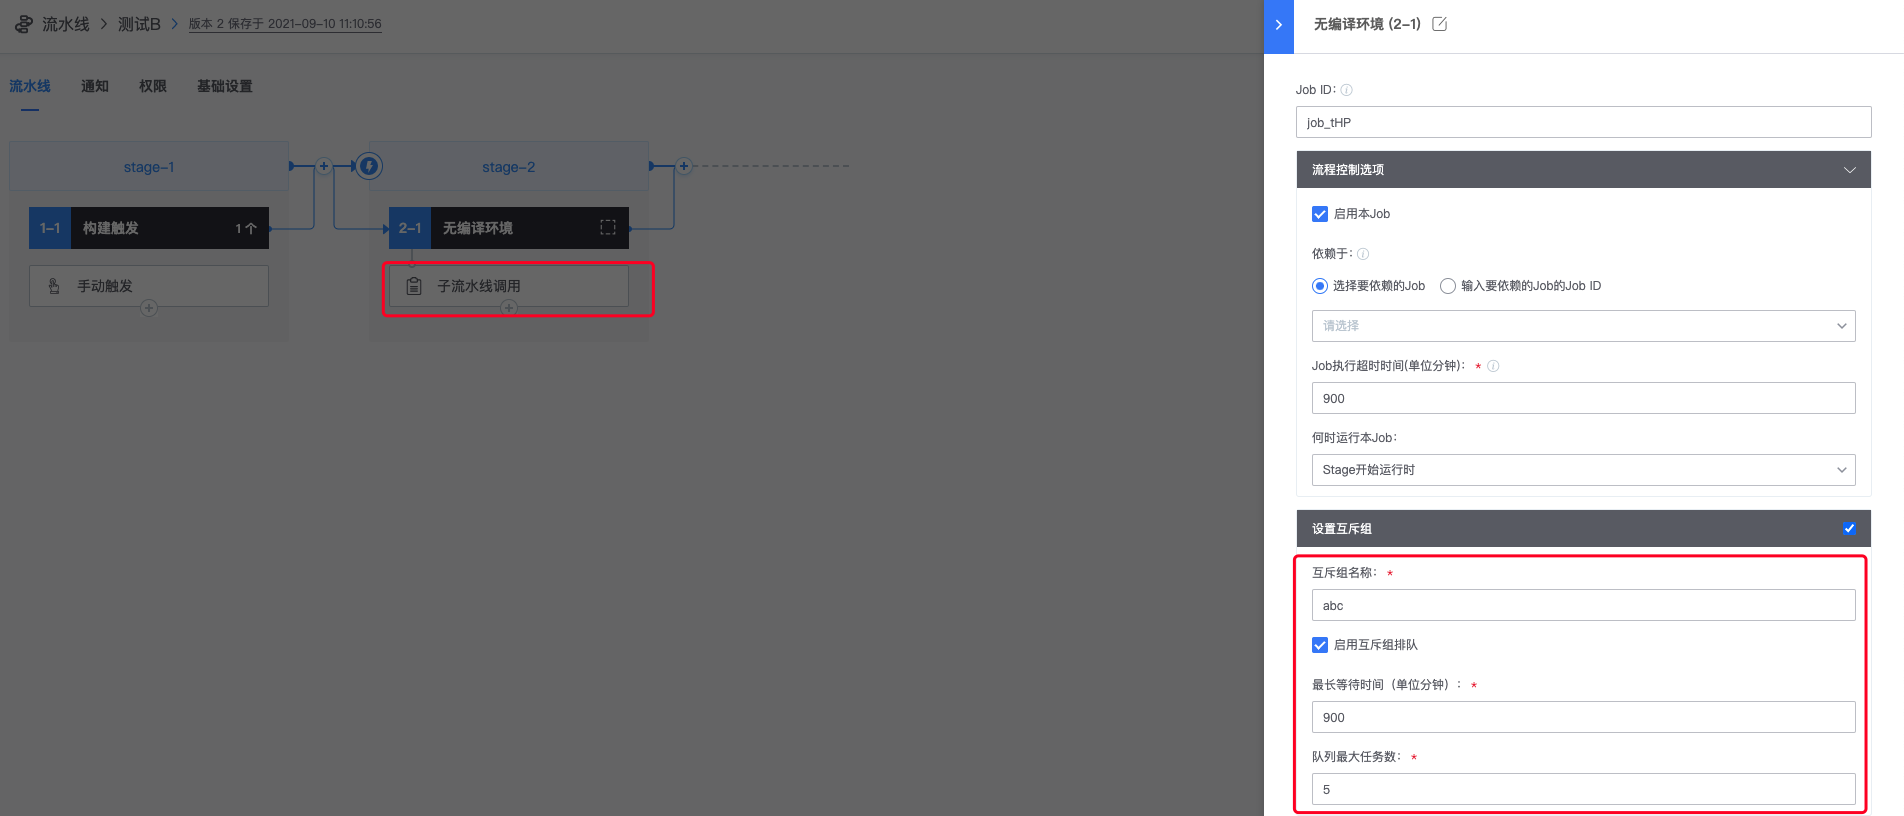 流水线 > 测试B > 版本 2 保存于 2021-09-10 11:10:56
流水线 通知 权限 基础设置
stage-1
1-1 构建触发 1 个
手动触发
stage-2
2-1 无编译环境
子流水线调用
无编译环境 (2-1)
Job ID:
job_tHP
流程控制选项
启用本Job
依赖于:
选择要依赖的Job 输入要依赖的Job的Job ID
请选择
Job执行超时时间(单位分钟): *
900
何时运行本Job:
Stage开始运行时
设置互斥组
互斥组名称: *
abc
启用互斥组排队
最长等待时间（单位分钟）: *
900
队列最大任务数: *
5